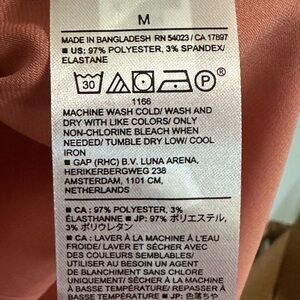 M
MADE IN BANGLADESH RN 54023 / CA 17897
■ US: 97% POLYESTER, 3% SPANDEX/
ELASTANE
30 P
1166
MACHINE WASH COLD/ WASH AND
DRY WITH LIKE COLORS/ ONLY
NON-CHLORINE BLEACH WHEN
NEEDED/ TUMBLE DRY LOW/ COOL
IRON
■ GAP (RHC) B.V. LUNA ARENA,
HERIKERBERGWEG 238
AMSTERDAM, 1101 CM,
NETHERLANDS
■ CA : 97% POLYESTER, 3%
ÉLASTHANNE ■ JP: 97% ポリエステル,
3% ポリウレタン
■ CA : LAVER À LA MACHINE À L'EAU
FROIDE/ LAVER ET SÉCHER AVEC
DES COULEURS SEMBLABLES/
UTILISER AU BESOIN UN AGENT
DE BLANCHIMENT SANS CHLORE
UNIQUEMENT/ SÉCHER À LA MACHINE
À BASSE TEMPÉRATURE/ REPASSER À
BASSE TEMPÉRATURE ■ JP: 色落ちや